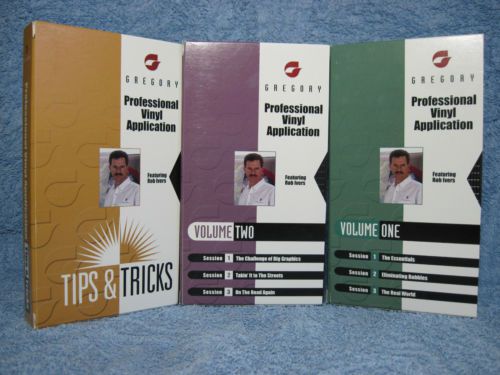 GREGORY
Professional
Vinyl
Application
Featuring
Rob Ivers
TIPS & TRICKS
GREGORY
Professional
Vinyl
Application
Featuring
Rob Ivers
VOLUME TWO
Session 1 The Challenge of Big Graphics
Session 2 Takin' It To The Streets
Session 3 On The Road Again
GREGORY
Professional
Vinyl
Application
Featuring
Rob Ivers
VOLUME ONE
Session 1 The Essentials
Session 2 Eliminating Bubbles
Session 3 The Real World